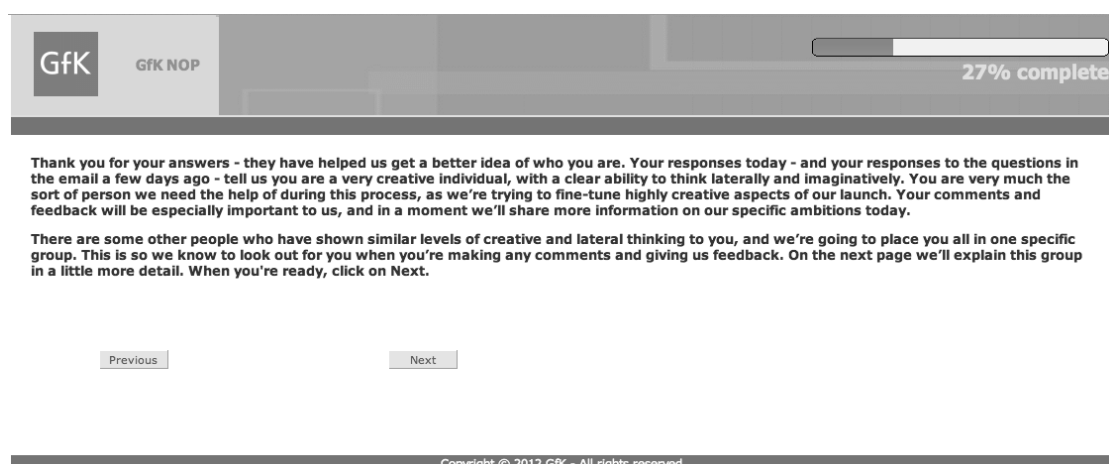 GfK
GfK NOP
27% complete
Thank you for your answers - they have helped us get a better idea of who you are. Your responses today - and your responses to the questions in
the email a few days ago - tell us you are a very creative individual, with a clear ability to think laterally and imaginatively. You are very much the
sort of person we need the help of during this process, as we’re trying to fine-tune highly creative aspects of our launch. Your comments and
feedback will be especially important to us, and in a moment we’ll share more information on our specific ambitions today.
There are some other people who have shown similar levels of creative and lateral thinking to you, and we’re going to place you all in one specific
group. This is so we know to look out for you when you’re making any comments and giving us feedback. On the next page we’ll explain this group
in a little more detail. When you're ready, click on Next.
Previous
Next
Copyright © 2012 GfK - All rights reserved